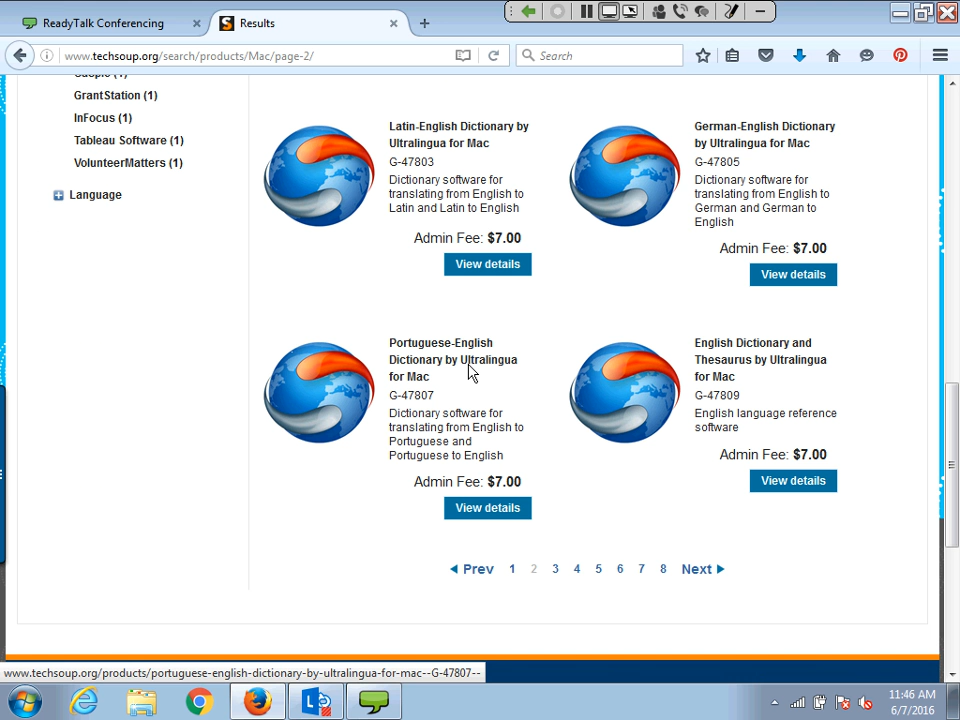 ReadyTalk Conferencing
Results
www.techsoup.org/search/products/Mac/page-2/
Search
GrantStation (1)
InFocus (1)
Tableau Software (1)
VolunteerMatters (1)
Language
Latin-English Dictionary by
Ultralingua for Mac
G-47803
Dictionary software for
translating from English to
Latin and Latin to English
Admin Fee: $7.00
View details
German-English Dictionary
by Ultralingua for Mac
G-47805
Dictionary software for
translating from English to
German and German to
English
Admin Fee: $7.00
View details
Portuguese-English
Dictionary by Ultralingua
for Mac
G-47807
Dictionary software for
translating from English to
Portuguese and
Portuguese to English
Admin Fee: $7.00
View details
English Dictionary and
Thesaurus by Ultralingua
for Mac
G-47809
English language reference
software
Admin Fee: $7.00
View details
Prev 1 2 3 4 5 6 7 8 Next
www.techsoup.org/products/portuguese-english-dictionary-by-ultralingua-for-mac--G-47807--
11:46 AM
6/7/2016